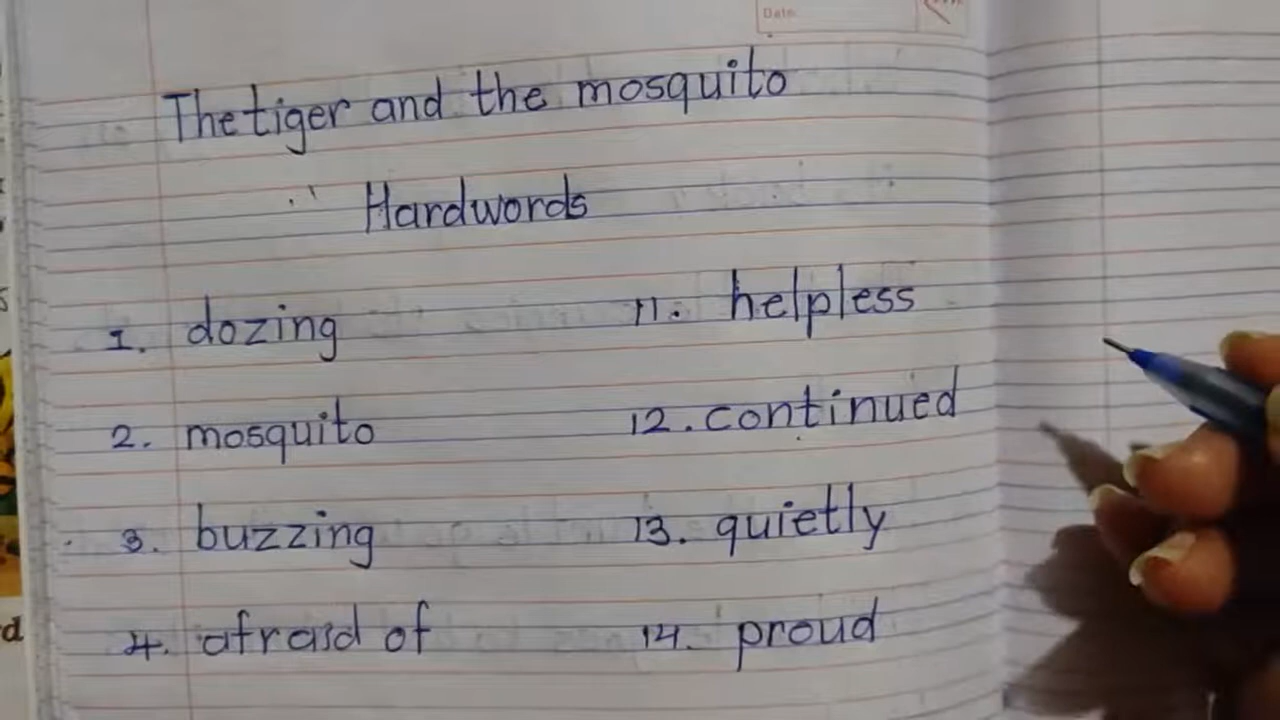 Date:
The tiger and the mosquito
Hardwords
1. dozing
2. mosquito
3. buzzing
4. afraid of
11. helpless
12. continued
13. quietly
14. proud